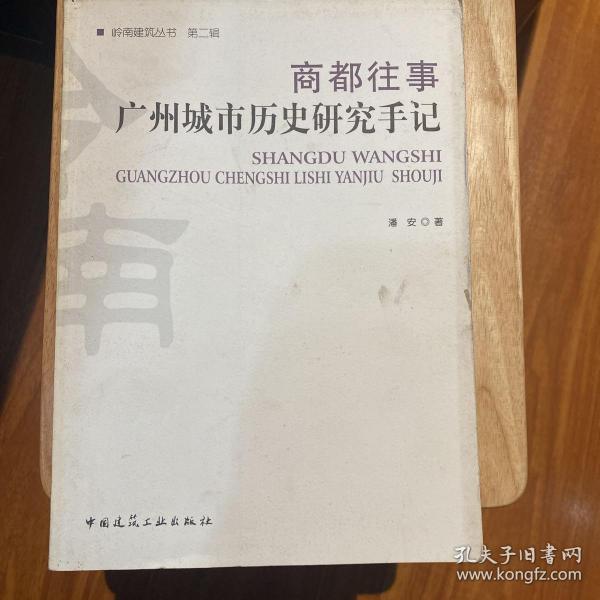 ■ 岭南建筑丛书 第二辑
商都往事
广州城市历史研究手记
SHANGDU WANGSHI
GUANGZHOU CHENGSHI LISHI YANJIU SHOUJI
潘 安◎著
岭南
中国建筑工业出版社
孔夫子旧书网
www.kongfz.com